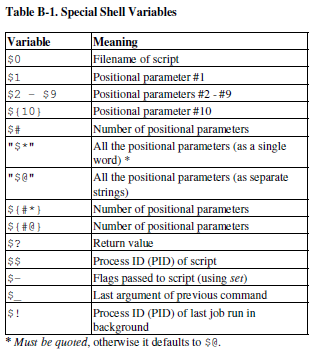 Table B-1. Special Shell Variables
Variable Meaning
$0 Filename of script
$1 Positional parameter #1
$2 - $9 Positional parameters #2 - #9
${10} Positional parameter #10
$# Number of positional parameters
"$*" All the positional parameters (as a single
word) *
"$@" All the positional parameters (as separate
strings)
${#*} Number of positional parameters
${#@} Number of positional parameters
$? Return value
$$ Process ID (PID) of script
$- Flags passed to script (using set)
$_ Last argument of previous command
$! Process ID (PID) of last job run in
background
* Must be quoted, otherwise it defaults to $@.